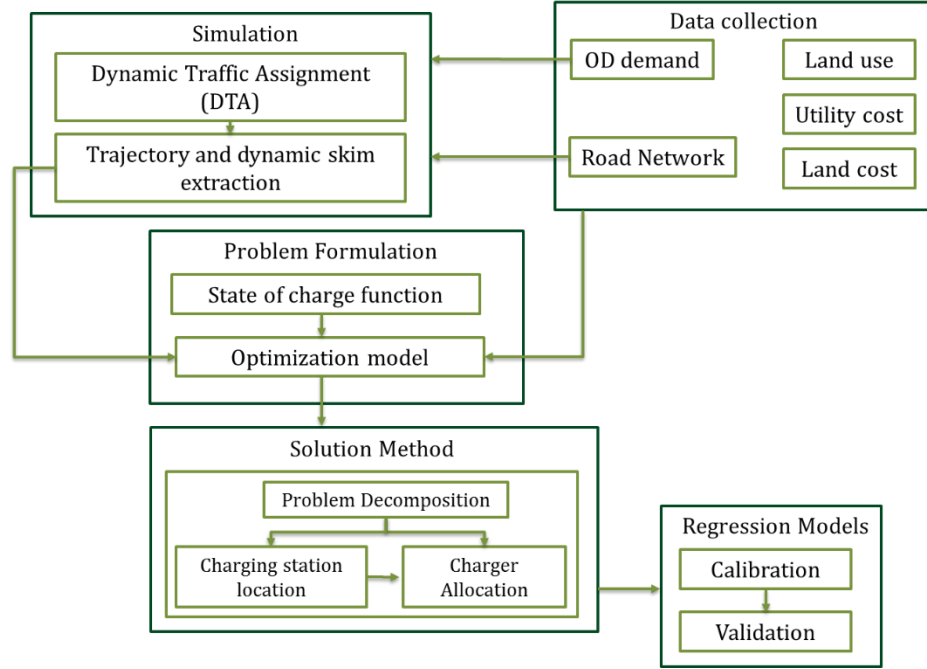 Simulation
Dynamic Traffic Assignment
(DTA)
Trajectory and dynamic skim
extraction
Data collection
OD demand
Land use
Utility cost
Road Network
Land cost
Problem Formulation
State of charge function
Optimization model
Solution Method
Problem Decomposition
Charging station
location
Charger
Allocation
Regression Models
Calibration
Validation